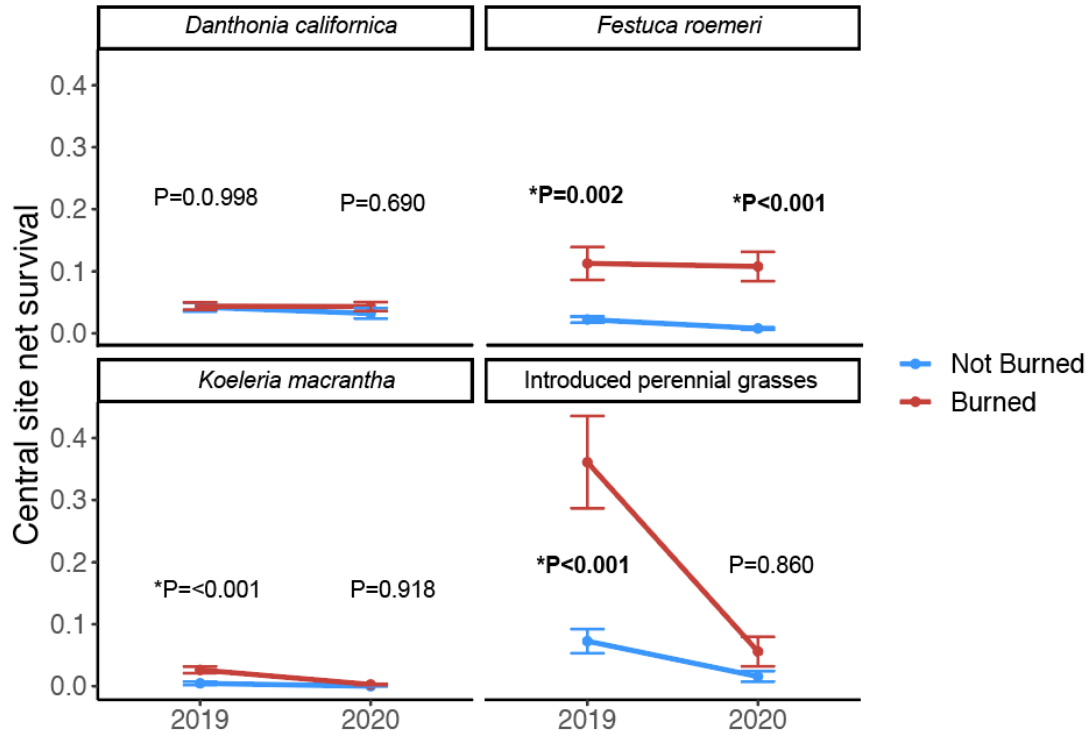 Danthonia californica
Festuca roemeri
0.4
0.3
0.2
0.1
0.0
P=0.0.998
P=0.690
*P=0.002
*P<0.001
Central site net survival
Not Burned
Burned
Koeleria macrantha
Introduced perennial grasses
0.4
0.3
0.2
0.1
0.0
*P=<0.001
P=0.918
*P<0.001
P=0.860
2019
2020
2019
2020